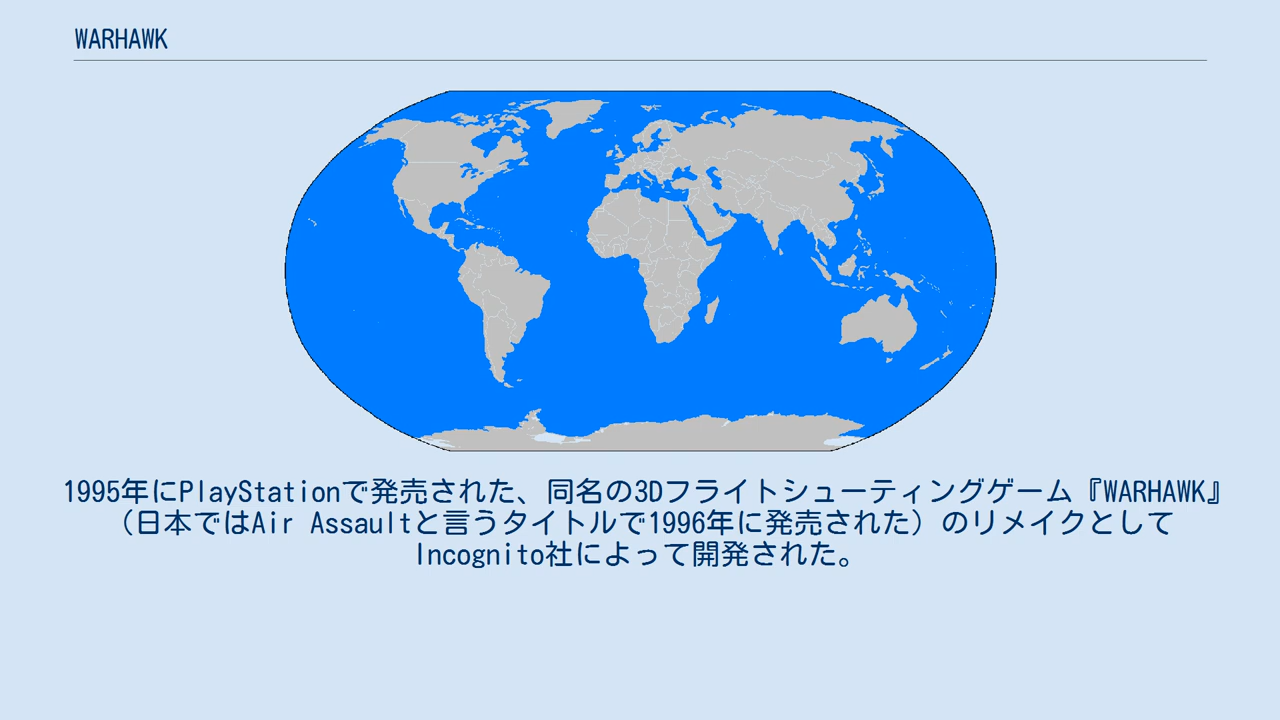 WARHAWK
1995年にPlayStationで発売された、同名の3Dフライトシューティングゲーム『WARHAWK』
（日本ではAir Assaultと言うタイトルで1996年に発売された）のリメイクとして
Incognito社によって開発された。